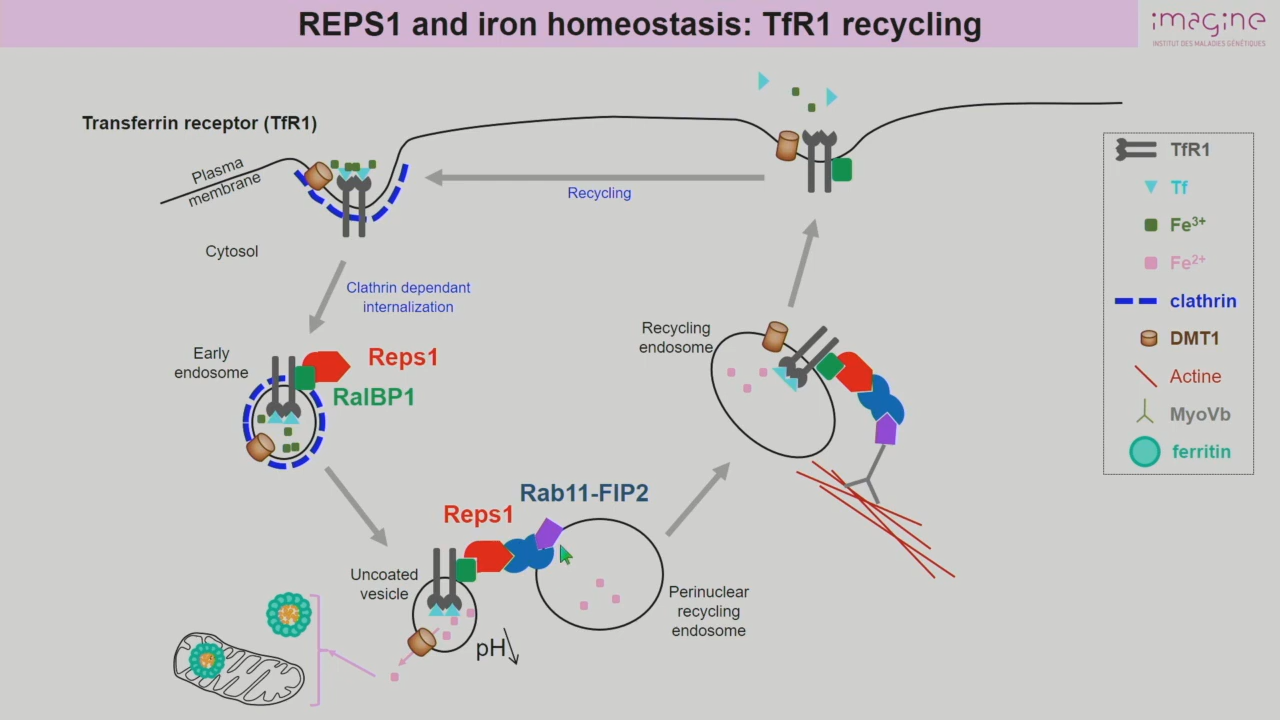 REPS1 and iron homeostasis: TfR1 recycling
imagine
INSTITUT DES MALADIES GÉNÉTIQUES
Transferrin receptor (TfR1)
Plasma
membrane
Cytosol
Recycling
Clathrin dependant
internalization
Early
endosome
Reps1
RalBP1
Recycling
endosome
Rab11-FIP2
Reps1
Uncoated
vesicle
Perinuclear
recycling
endosome
pH
TfR1
Tf
Fe³⁺
Fe²⁺
clathrin
DMT1
Actine
MyoVb
ferritin